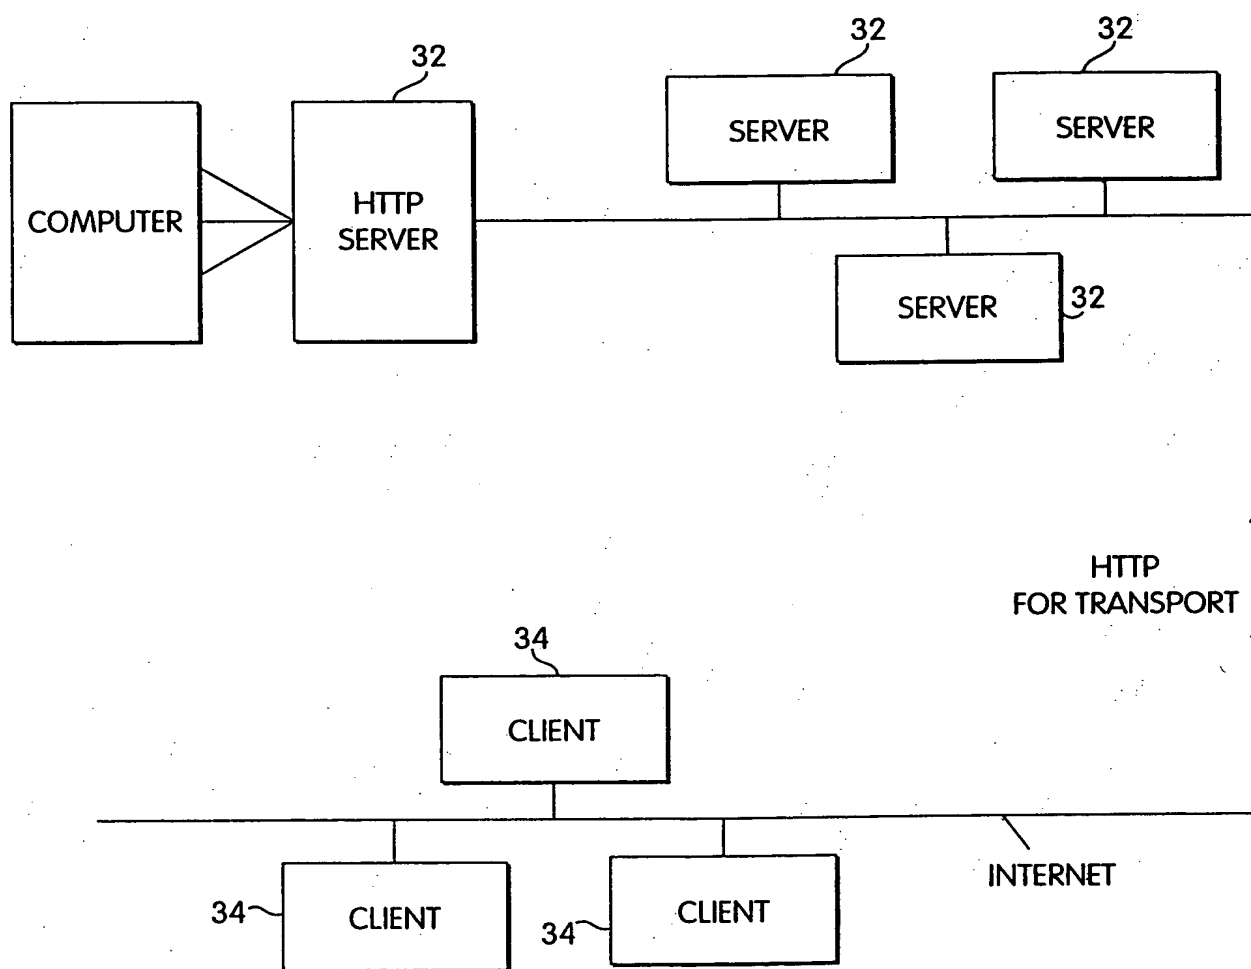 32
32
32
COMPUTER
HTTP
SERVER
SERVER
SERVER
SERVER
32
HTTP
FOR TRANSPORT
34
CLIENT
INTERNET
34
CLIENT
34
CLIENT